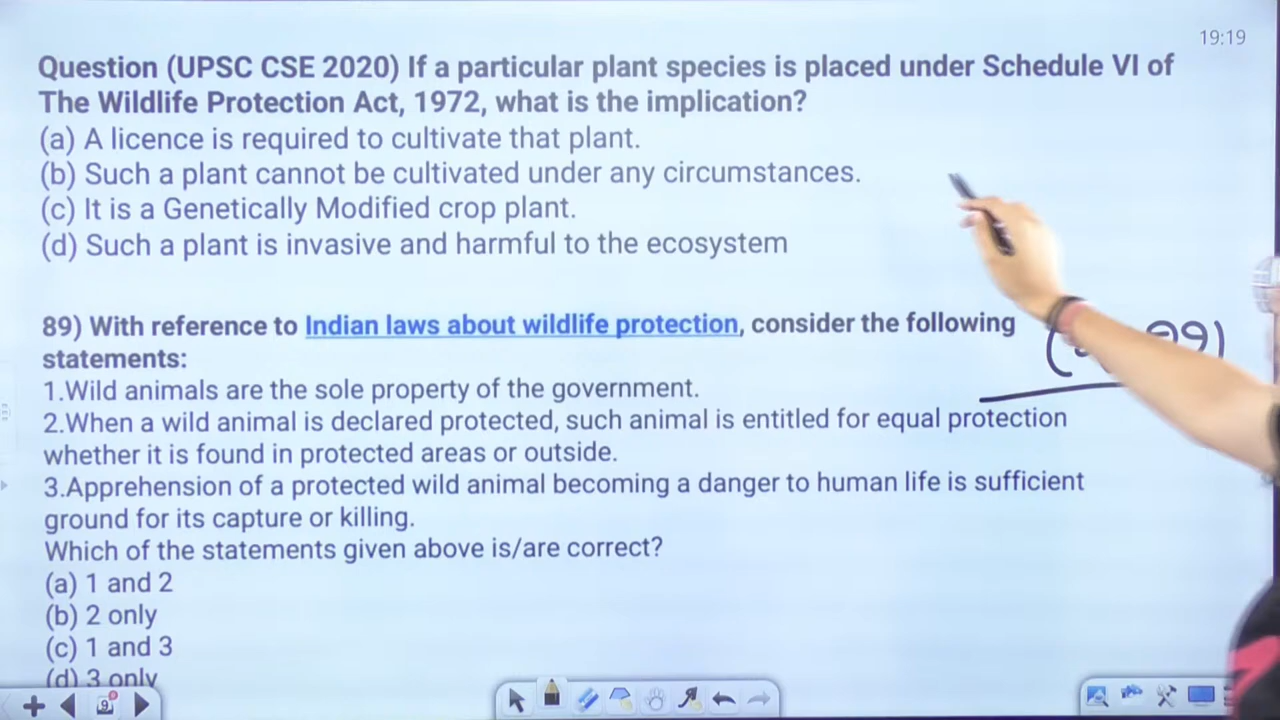 19:19
Question (UPSC CSE 2020) If a particular plant species is placed under Schedule VI of
The Wildlife Protection Act, 1972, what is the implication?
(a) A licence is required to cultivate that plant.
(b) Such a plant cannot be cultivated under any circumstances.
(c) It is a Genetically Modified crop plant.
(d) Such a plant is invasive and harmful to the ecosystem
89) With reference to Indian laws about wildlife protection, consider the following
statements:
1.Wild animals are the sole property of the government.
2.When a wild animal is declared protected, such animal is entitled for equal protection
whether it is found in protected areas or outside.
3.Apprehension of a protected wild animal becoming a danger to human life is sufficient
ground for its capture or killing.
Which of the statements given above is/are correct?
(a) 1 and 2
(b) 2 only
(c) 1 and 3
(d) 3 only
9